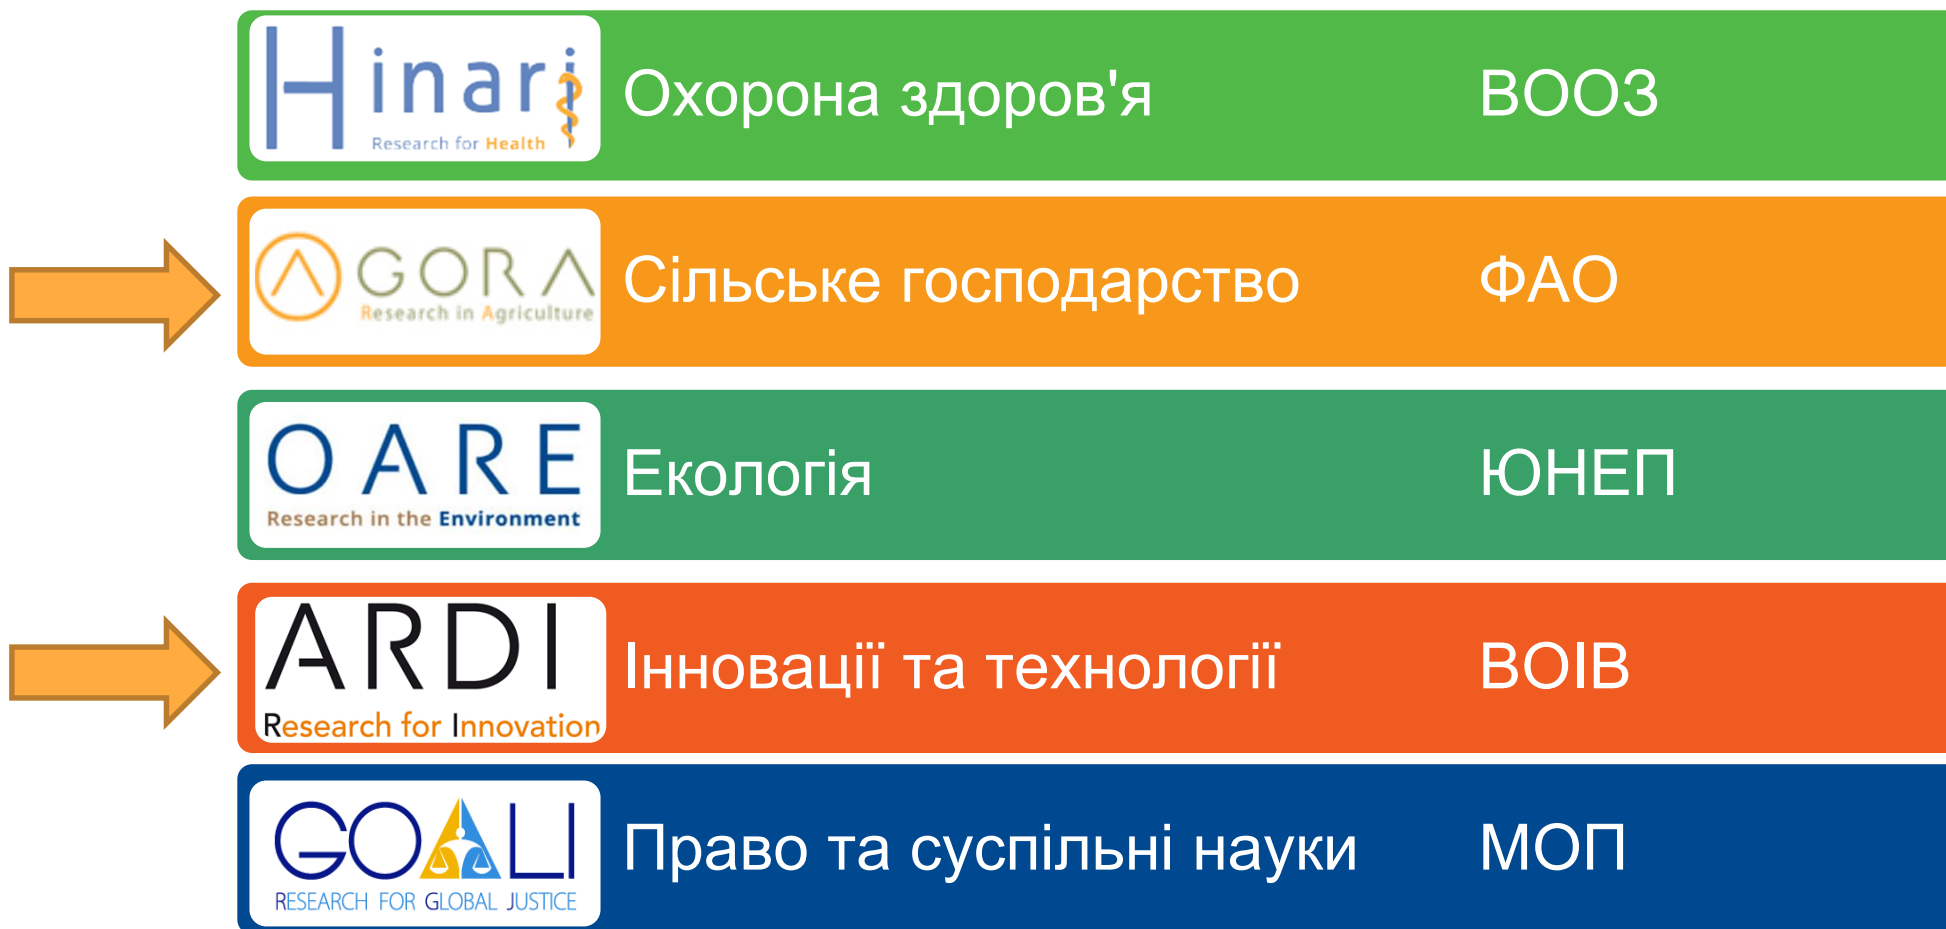 Hinari
Research for Health
Охорона здоров'я
ВООЗ
AGORA
Research in Agriculture
Сільське господарство
ФАО
OARE
Research in the Environment
Екологія
ЮНЕП
ARDI
Research for Innovation
Інновації та технології
ВОІВ
GOALI
RESEARCH FOR GLOBAL JUSTICE
Право та суспільні науки
МОП